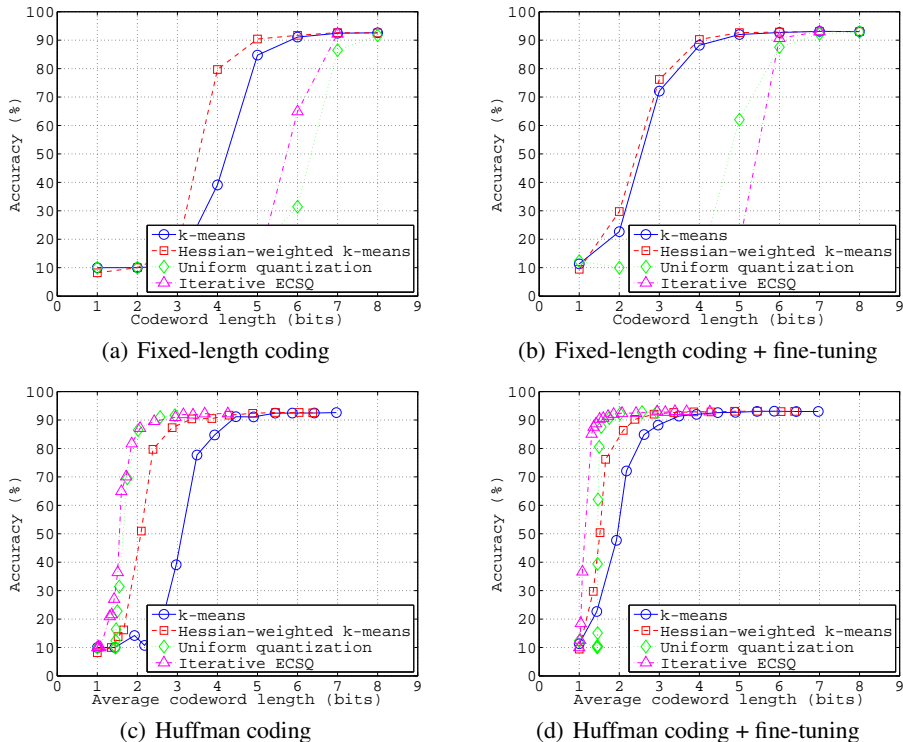 100
90
80
70
60
50
40
30
20
10
0
0 1 2 3 4 5 6 7 8 9
Accuracy (%)
Codeword length (bits)
k-means
Hessian-weighted k-means
Uniform quantization
Iterative ECSQ
(a) Fixed-length coding
100
90
80
70
60
50
40
30
20
10
0
0 1 2 3 4 5 6 7 8 9
Accuracy (%)
Codeword length (bits)
k-means
Hessian-weighted k-means
Uniform quantization
Iterative ECSQ
(b) Fixed-length coding + fine-tuning
100
90
80
70
60
50
40
30
20
10
0
0 1 2 3 4 5 6 7 8 9
Accuracy (%)
Average codeword length (bits)
k-means
Hessian-weighted k-means
Uniform quantization
Iterative ECSQ
(c) Huffman coding
100
90
80
70
60
50
40
30
20
10
0
0 1 2 3 4 5 6 7 8 9
Accuracy (%)
Average codeword length (bits)
k-means
Hessian-weighted k-means
Uniform quantization
Iterative ECSQ
(d) Huffman coding + fine-tuning